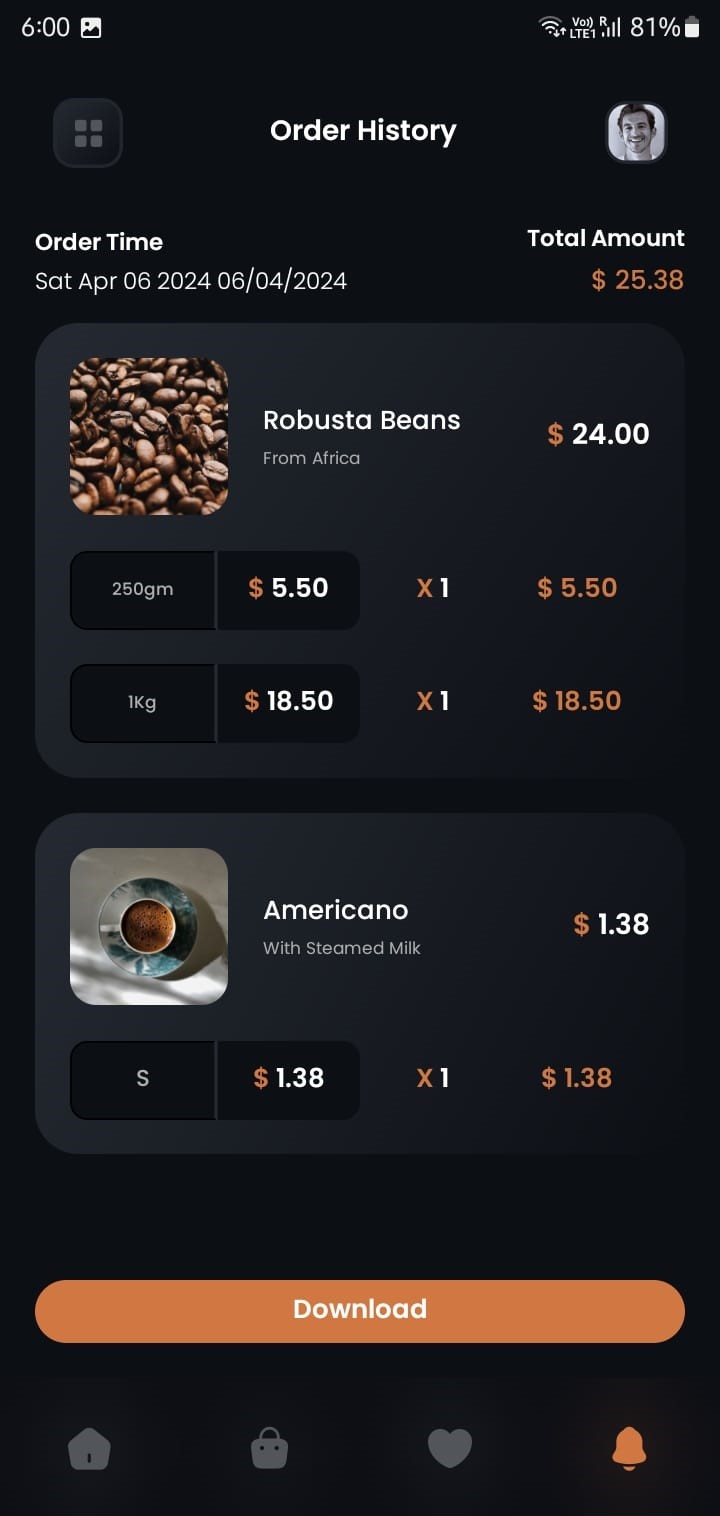 6:00 Vo)) LTE1 R 81%
Order History
Order Time
Total Amount
Sat Apr 06 2024 06/04/2024
$ 25.38
Robusta Beans
From Africa
$ 24.00
250gm $ 5.50 X 1 $ 5.50
1Kg $ 18.50 X 1 $ 18.50
Americano
With Steamed Milk
$ 1.38
S $ 1.38 X 1 $ 1.38
Download